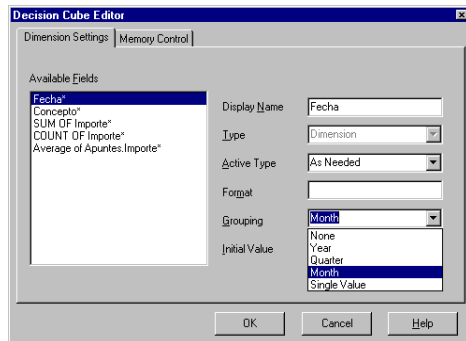 Decision Cube Editor
Dimension Settings
Memory Control
Available Fields
Fecha*
Concepto*
SUM OF Importe*
COUNT OF Importe*
Average of Apuntes.Importe*
Display Name
Fecha
Type
Dimension
Active Type
As Needed
Format
Grouping
Month
Initial Value
None
Year
Quarter
Month
Single Value
OK
Cancel
Help